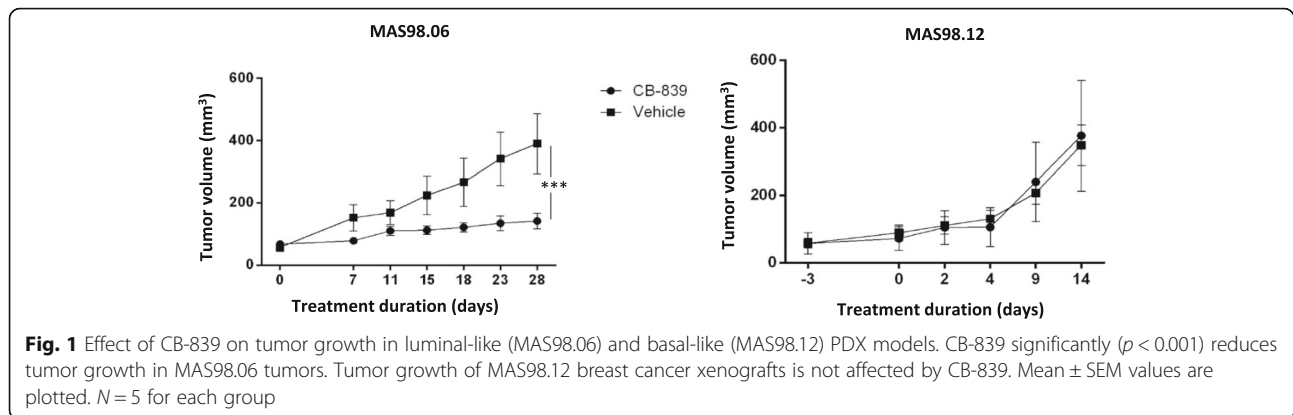 MAS98.06
MAS98.12
Tumor volume (mm³)
600
400
200
0
0 7 11 15 18 23 28
Treatment duration (days)
***
CB-839
Vehicle
Tumor volume (mm³)
600
400
200
0
-3 0 2 4 9 14
Treatment duration (days)
Fig. 1 Effect of CB-839 on tumor growth in luminal-like (MAS98.06) and basal-like (MAS98.12) PDX models. CB-839 significantly (p < 0.001) reduces
tumor growth in MAS98.06 tumors. Tumor growth of MAS98.12 breast cancer xenografts is not affected by CB-839. Mean ± SEM values are
plotted. N = 5 for each group